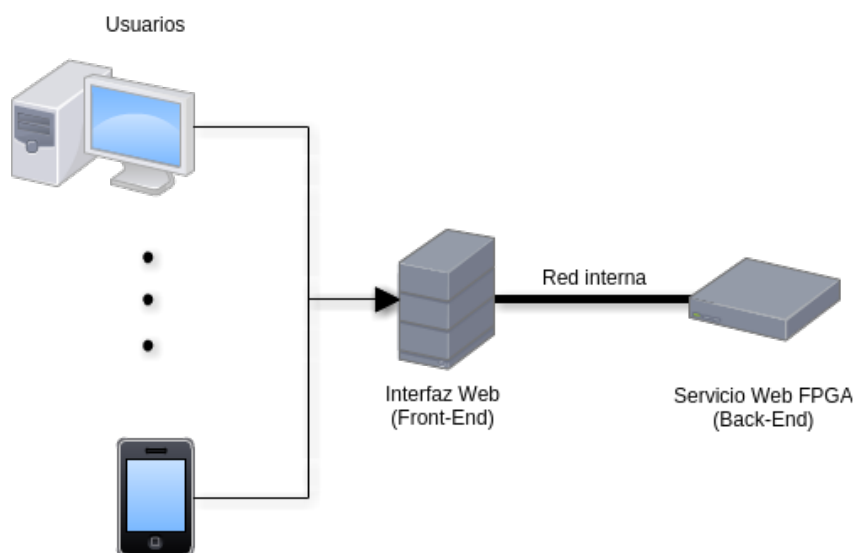 Usuarios
Red interna
Interfaz Web
(Front-End)
Servicio Web FPGA
(Back-End)